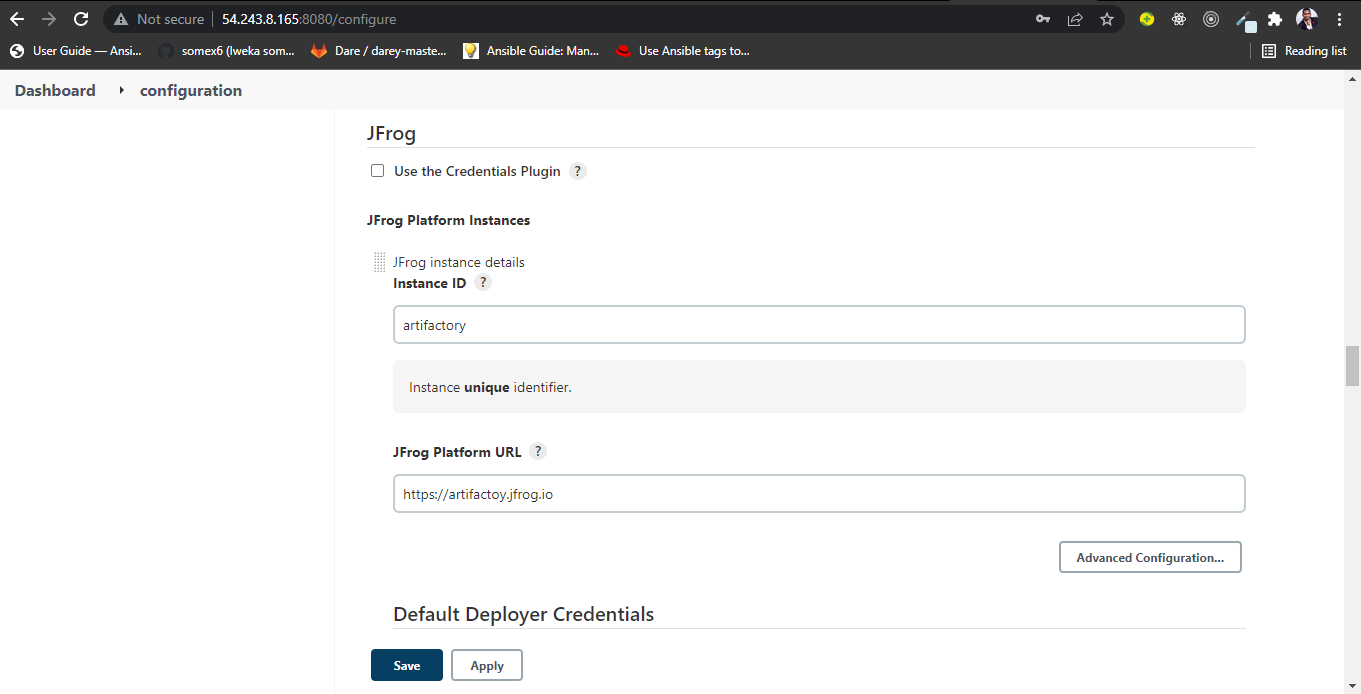 Not secure 54.243.8.165:8080/configure
User Guide — Ansi... somex6 (Iweka som... Dare / darey-maste... Ansible Guide: Man... Use Ansible tags to... Reading list
Dashboard configuration
JFrog
Use the Credentials Plugin ?
JFrog Platform Instances
JFrog instance details
Instance ID ?
artifactory
Instance unique identifier.
JFrog Platform URL ?
https://artifactoy.jfrog.io
Advanced Configuration...
Default Deployer Credentials
Save Apply